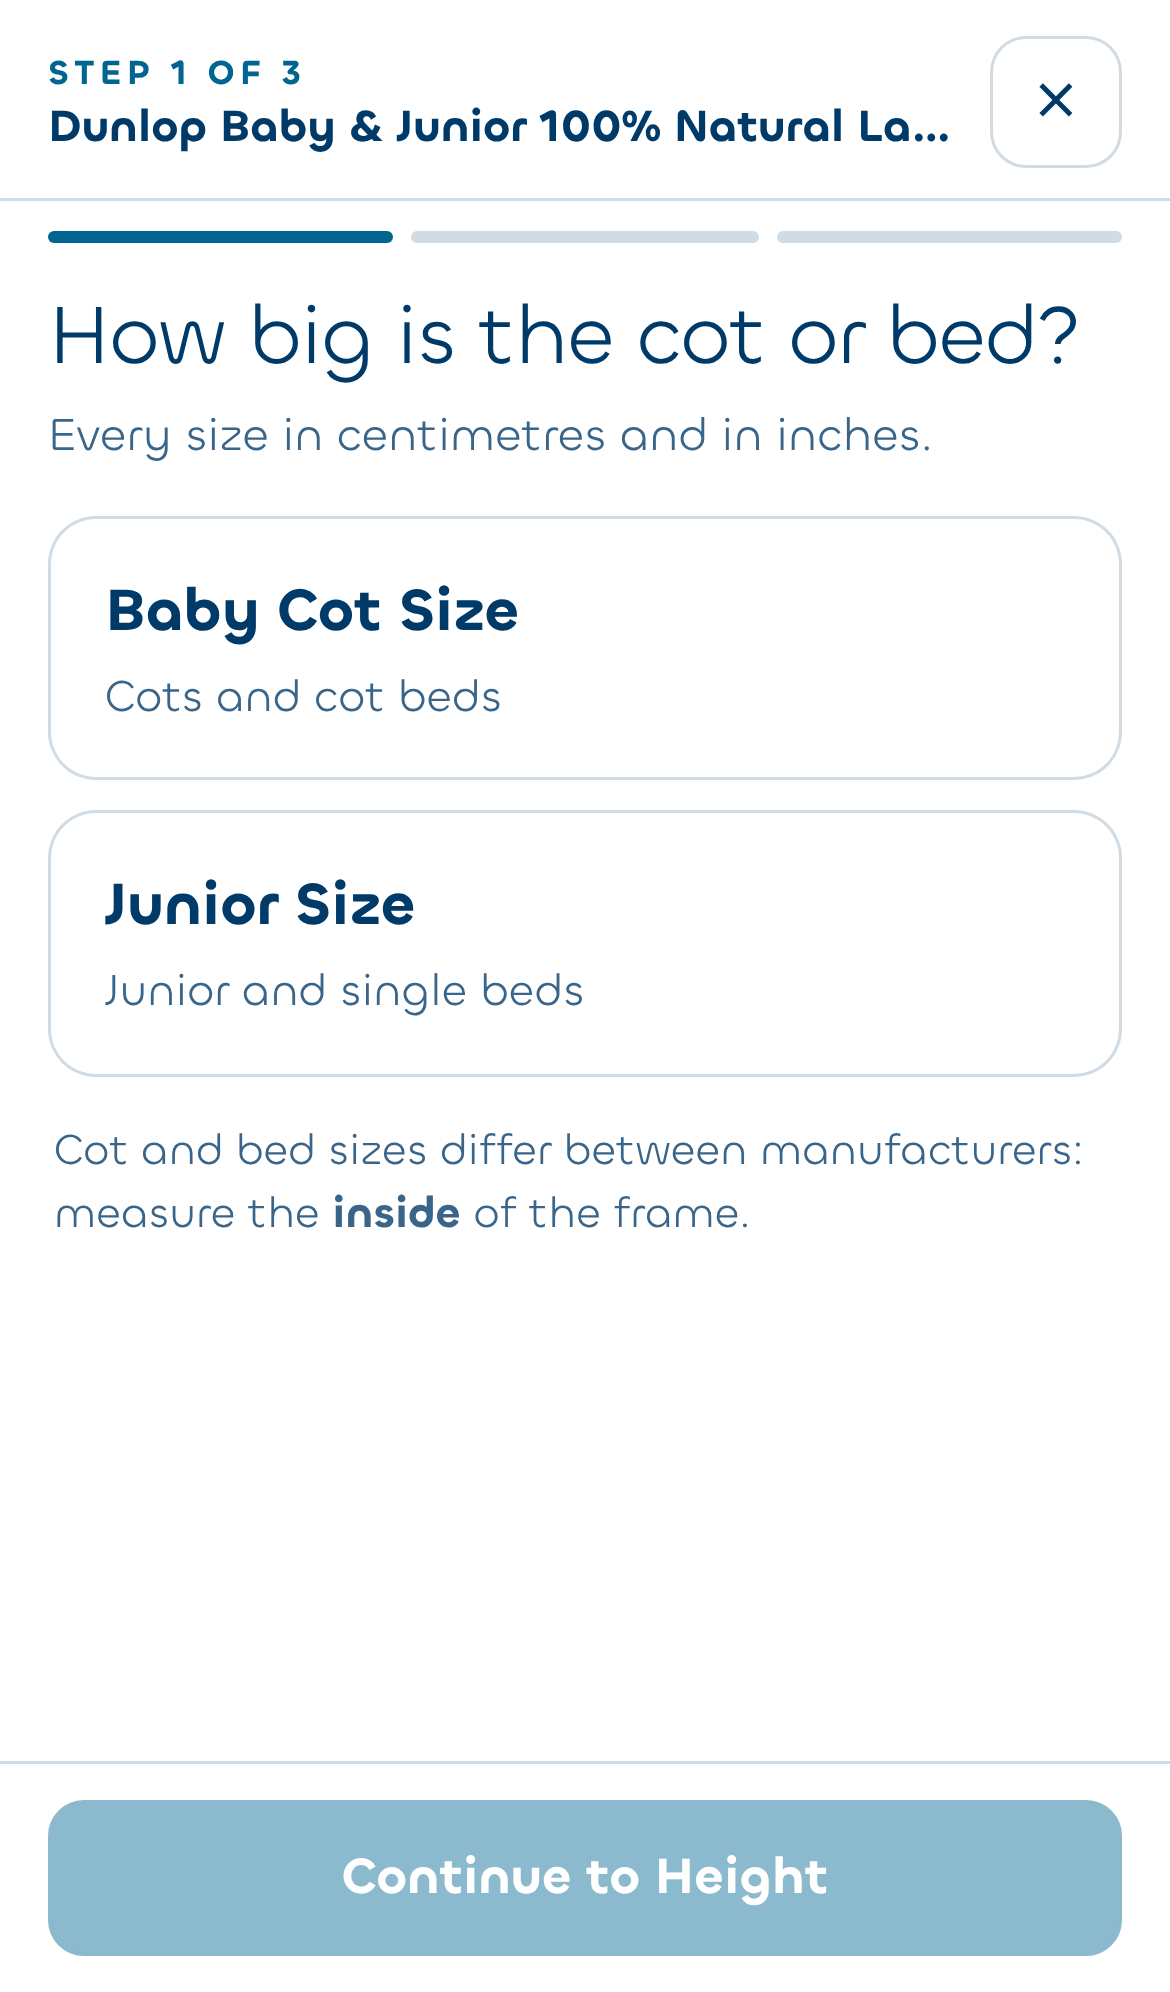 STEP 1 OF 3
Dunlop Baby & Junior 100% Natural La...
How big is the cot or bed?
Every size in centimetres and in inches.
Baby Cot Size
Cots and cot beds
Junior Size
Junior and single beds
Cot and bed sizes differ between manufacturers:
measure the inside of the frame.
Continue to Height